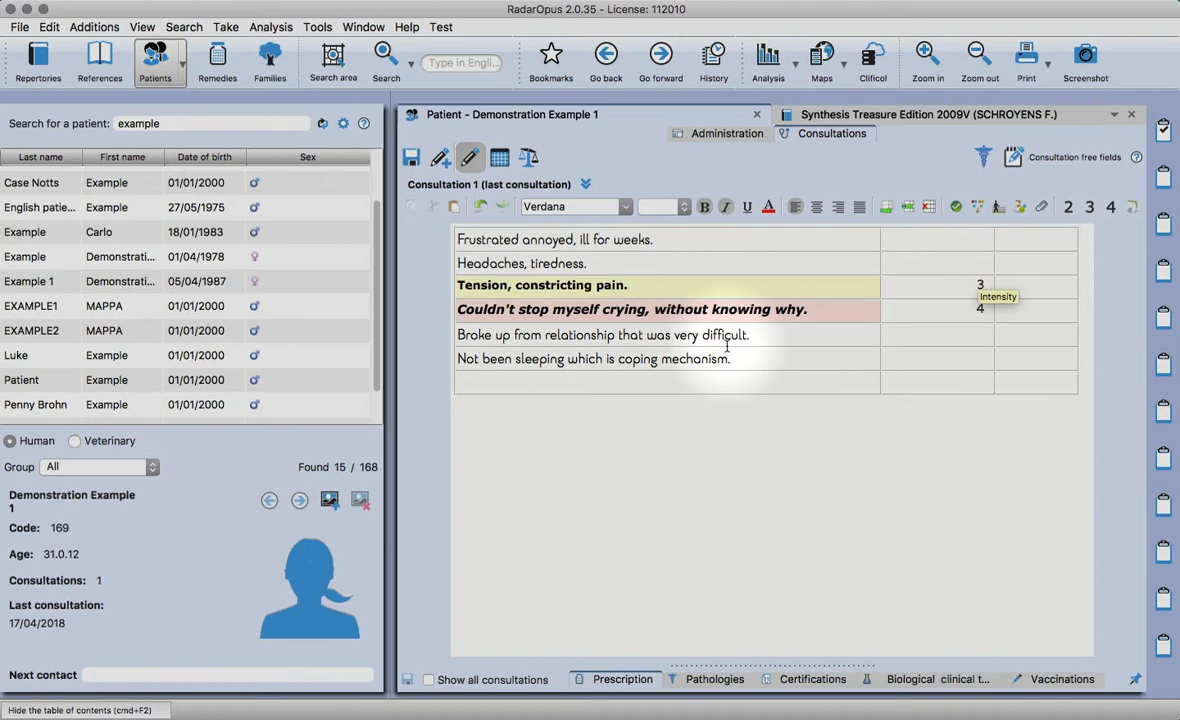 RadarOpus 2.0.35 - License: 112010
File Edit Additions View Search Take Analysis Tools Window Help Test
Type in Engli...
Repertories References Patients Remedies Families Search area Search Bookmarks Go back Go forward History Analysis Maps Clificol Zoom in Zoom out Print Screenshot
Search for a patient: example
Last name First name Date of birth Sex
Case Notts Example 01/01/2000
English patie... Example 27/05/1975
Example Carlo 18/01/1983
Example Demonstrati... 01/04/1978
Example 1 Demonstrati... 05/04/1987
EXAMPLE1 MAPPA 01/01/2000
EXAMPLE2 MAPPA 01/01/2000
Luke Example 01/01/2000
Patient Example 01/01/2000
Penny Brohn Example 01/01/2000
Human Veterinary
Group All Found 15 / 168
Demonstration Example
1
Code: 169
Age: 31.0.12
Consultations: 1
Last consultation:
17/04/2018
Next contact
Hide the table of contents (cmd+F2)
Patient - Demonstration Example 1 Synthesis Treasure Edition 2009V (SCHROYENS F.)
Administration Consultations
Consultation free fields
Consultation 1 (last consultation)
Verdana B I U A 2 3 4
Frustrated annoyed, ill for weeks.
Headaches, tiredness.
Tension, constricting pain. 3
Intensity
Couldn't stop myself crying, without knowing why. 4
Broke up from relationship that was very difficult.
Not been sleeping which is coping mechanism.
Show all consultations Prescription Pathologies Certifications Biological clinical t... Vaccinations